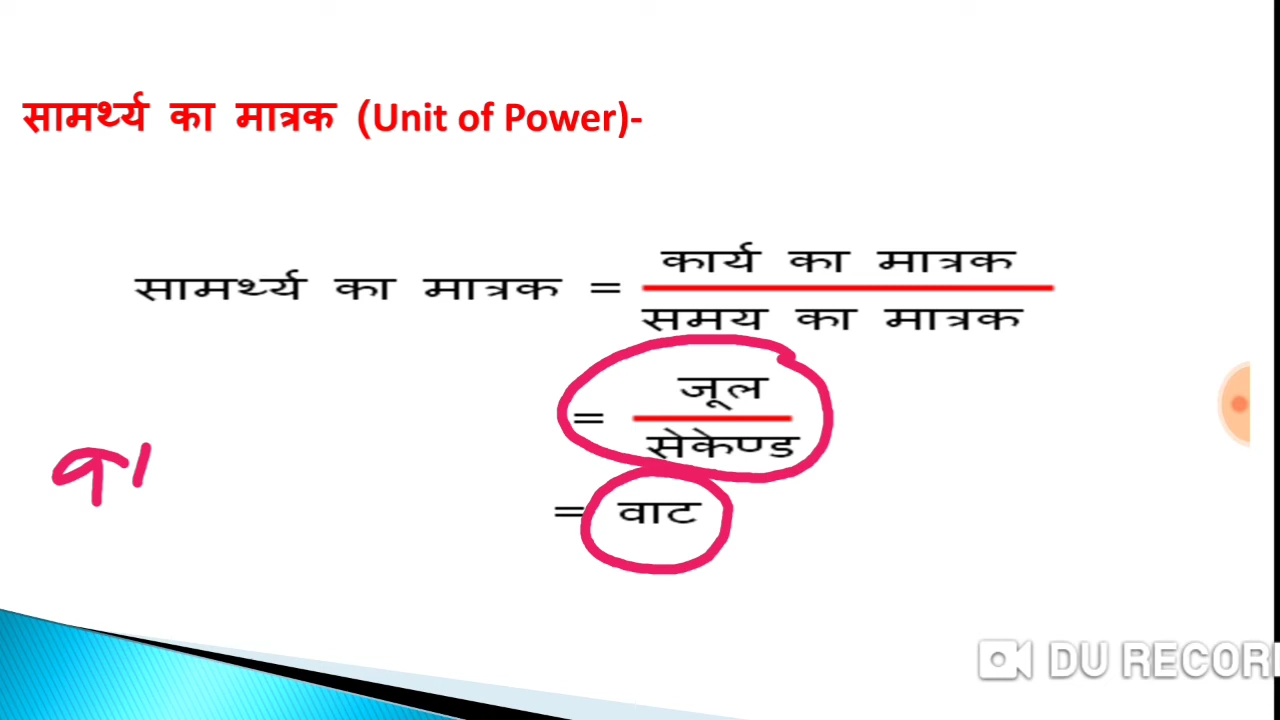 सामर्थ्य का मात्रक (Unit of Power)-
सामर्थ्य का मात्रक = कार्य का मात्रक
समय का मात्रक
= जूल
सेकेण्ड
= वाट
DU RECOR